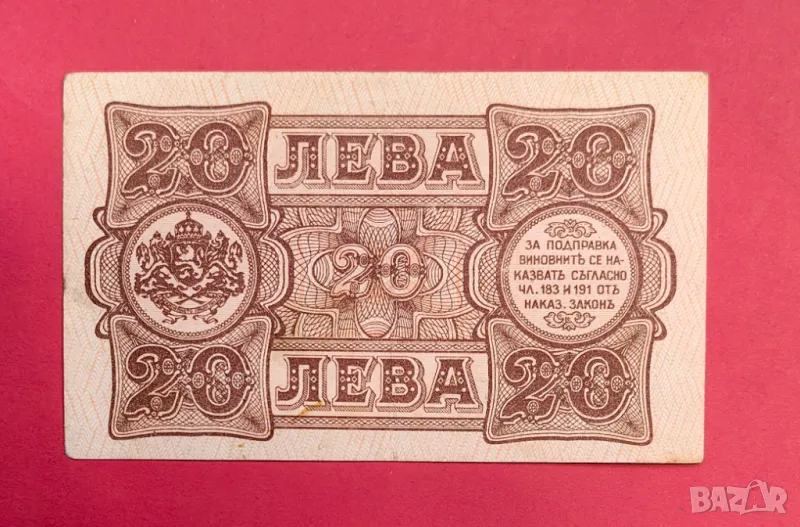 20 ЛЕВА 20
20
ЗА ПОДПРАВКА
ВИНОВНИТѢ СЕ НА-
КАЗВАТЪ СЪГЛАСНО
ЧЛ. 183 И 191 ОТЪ
НАКАЗ. ЗАКОНЪ
20 ЛЕВА 20
BAZAR